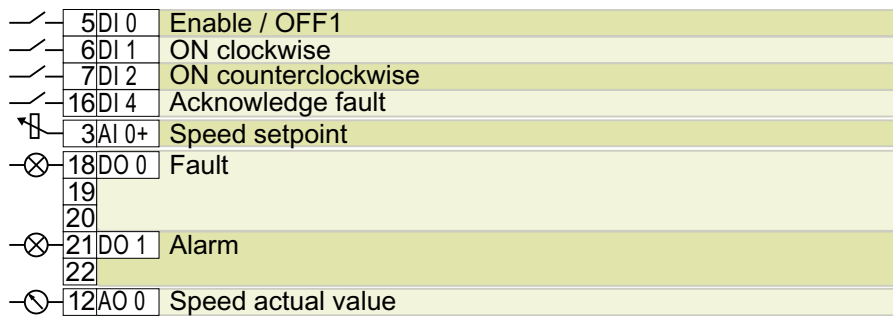 5 DI 0 Enable / OFF1
6 DI 1 ON clockwise
7 DI 2 ON counterclockwise
16 DI 4 Acknowledge fault
3 AI 0+ Speed setpoint
18 DO 0 Fault
19
20
21 DO 1 Alarm
22
12 AO 0 Speed actual value